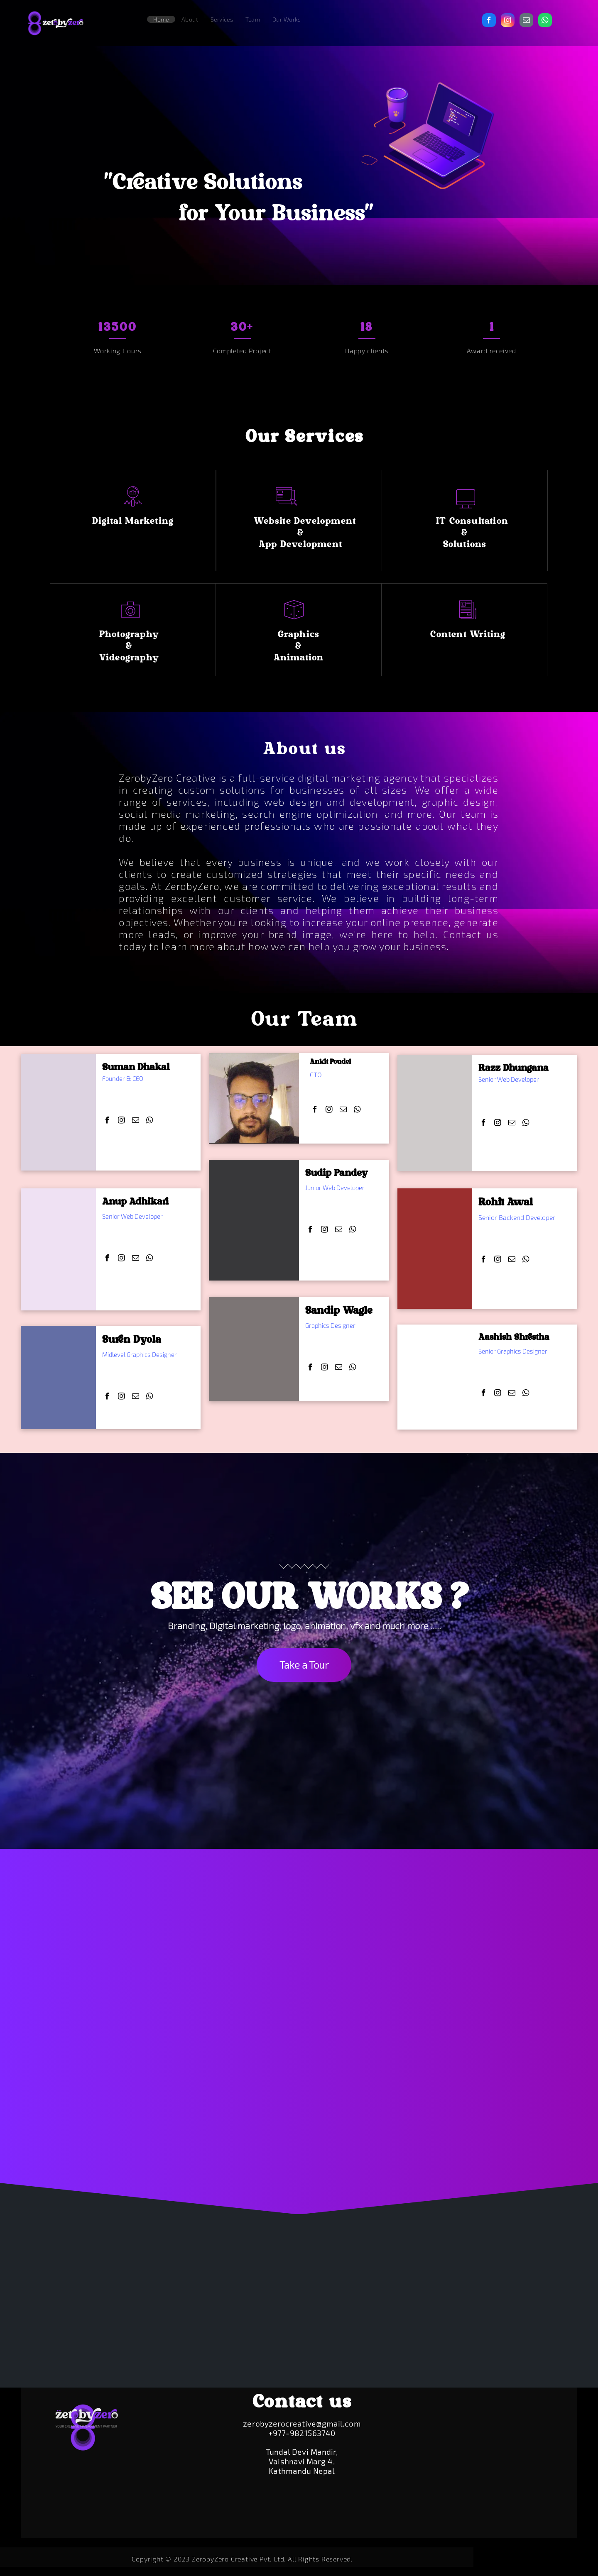 zerobyzero
Home About Services Team Our Works
"Creative Solutions
for Your Business"
13500 30+ 18 1
Working Hours Completed Project Happy clients Award received
Our Services
Digital Marketing
Website Development
&
App Development
IT Consultation
&
Solutions
Photography
&
Videography
Graphics
&
Animation
Content Writing
About us
ZerobyZero Creative is a full-service digital marketing agency that specializes
in creating custom solutions for businesses of all sizes. We offer a wide
range of services, including web design and development, graphic design,
social media marketing, search engine optimization, and more. Our team is
made up of experienced professionals who are passionate about what they
do.
We believe that every business is unique, and we work closely with our
clients to create customized strategies that meet their specific needs and
goals. At ZerobyZero, we are committed to delivering exceptional results and
providing excellent customer service. We believe in building long-term
relationships with our clients and helping them achieve their business
objectives. Whether you're looking to increase your online presence, generate
more leads, or improve your brand image, we're here to help. Contact us
today to learn more about how we can help you grow your business.
Our Team
Suman Dhakal
Founder & CEO
Ankit Poudel
CTO
Razz Dhungana
Senior Web Developer
Anup Adhikari
Senior Web Developer
Sudip Pandey
Junior Web Developer
Rohit Awal
Senior Backend Developer
Suren Dyola
Midlevel Graphics Designer
Sandip Wagle
Graphics Designer
Aashish Shrestha
Senior Graphics Designer
SEE OUR WORKS ?
Branding, Digital marketing, logo, animation, vfx and much more .....
Take a Tour
zerobyzero
Contact us
zerobyzerocreative@gmail.com
+977-9821563740
Tundal Devi Mandir,
Vaishnavi Marg 4,
Kathmandu Nepal
Copyright © 2023 ZerobyZero Creative Pvt. Ltd. All Rights Reserved.